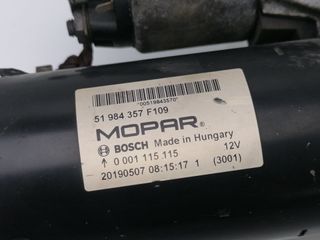 "00519843570"
51 984 357 F109
MOPAR®
BOSCH Made in Hungary
0 001 115 115 12V
20190507 08:15:17 1 (3001)